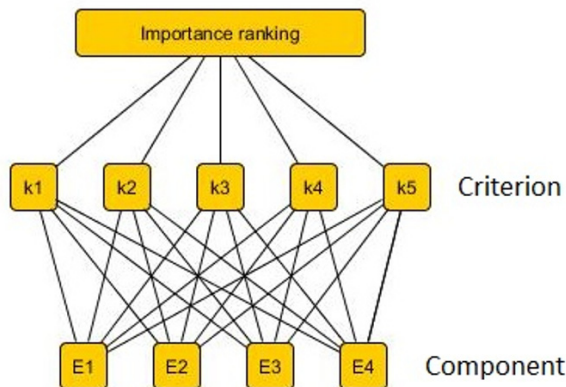 Importance ranking
k1 k2 k3 k4 k5 Criterion
E1 E2 E3 E4 Component